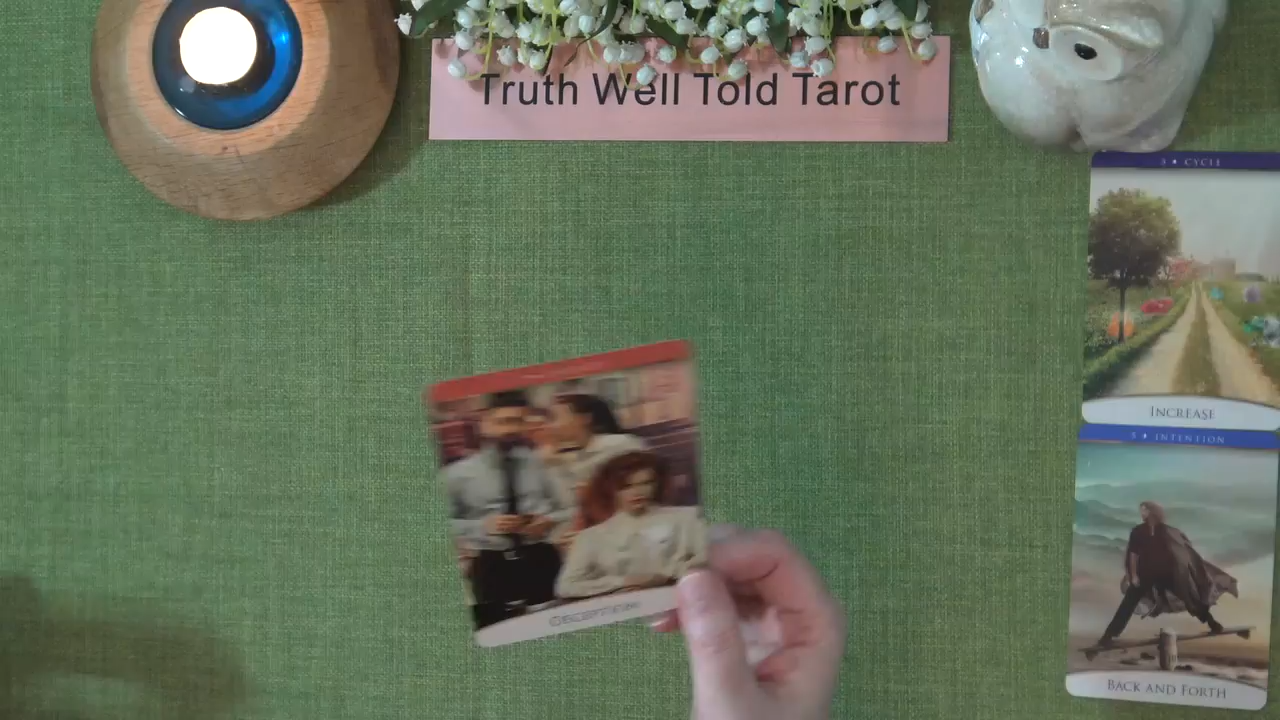 Truth Well Told Tarot
3 ♦ CYCLE
INCREASE
5 ♦ INTENTION
BACK AND FORTH
DECEPTION